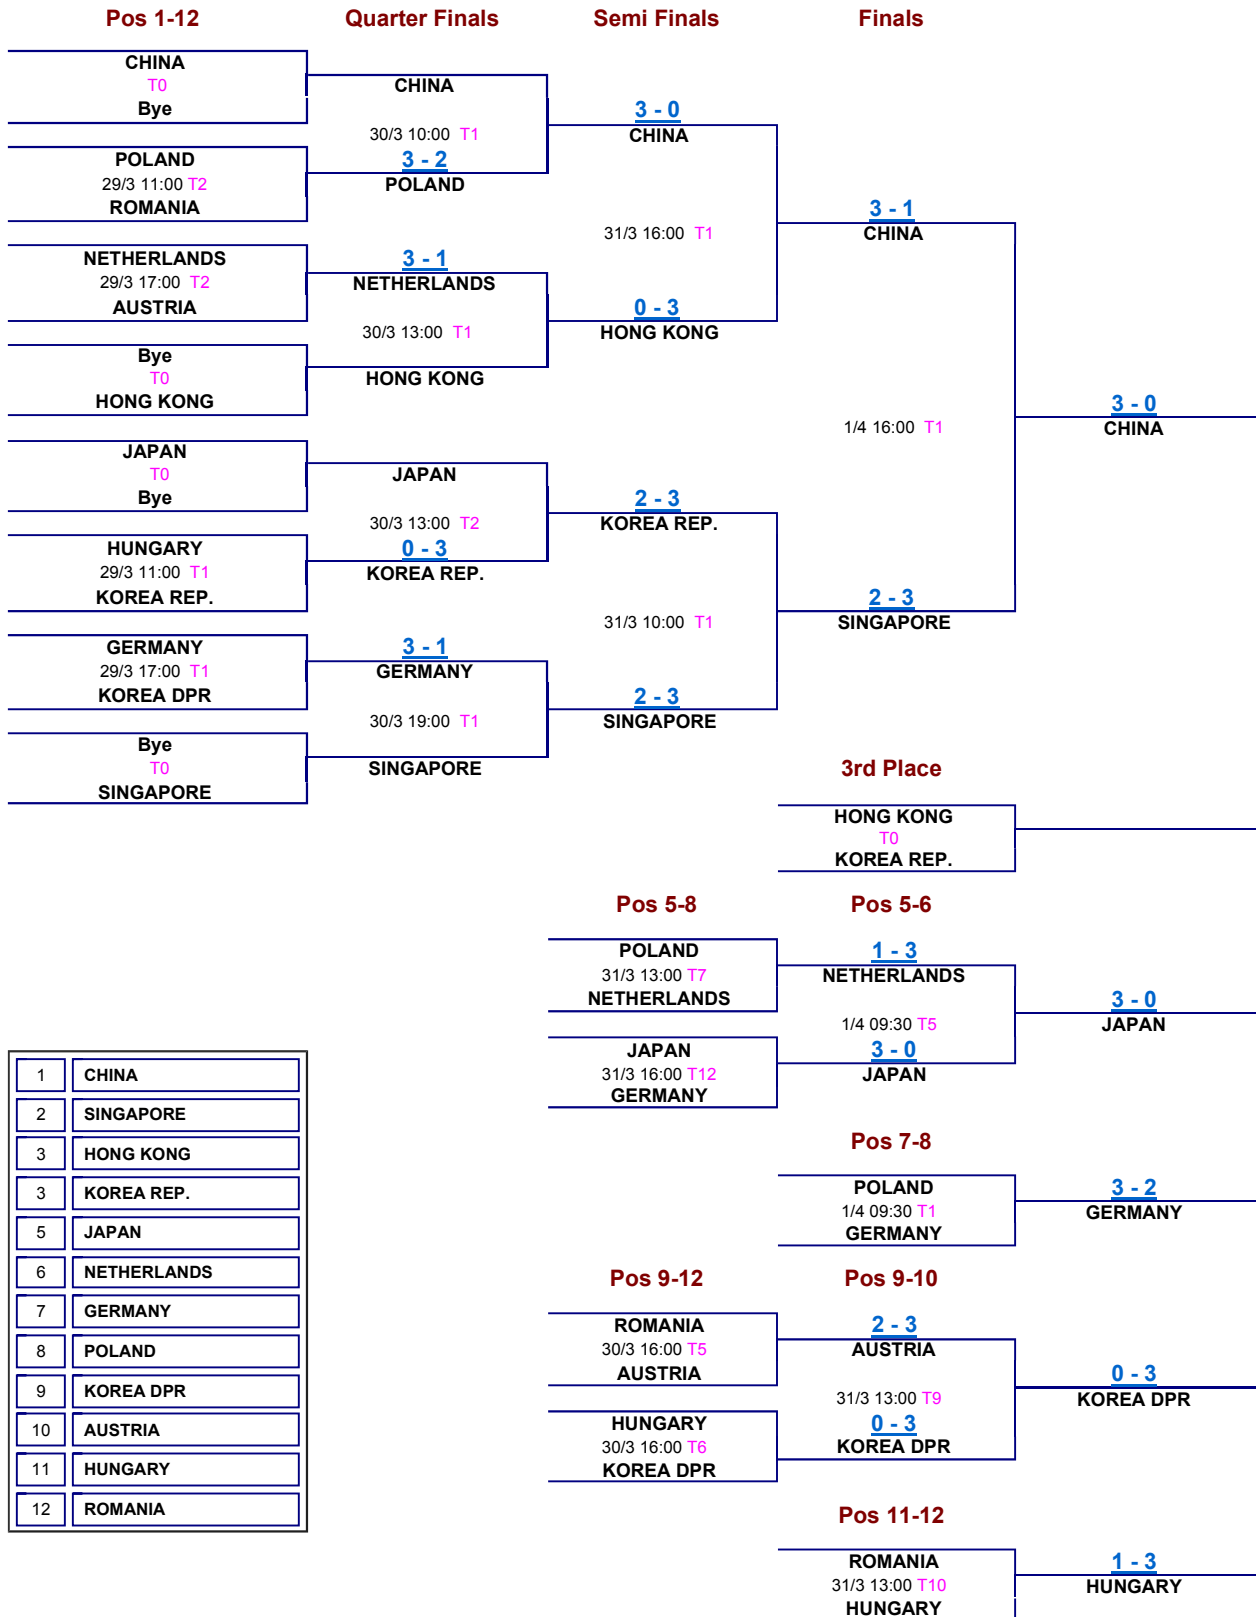 Pos 1-12
Quarter Finals
Semi Finals
Finals
CHINA
T0
Bye
POLAND
29/3 11:00 T2
ROMANIA
NETHERLANDS
29/3 17:00 T2
AUSTRIA
Bye
T0
HONG KONG
JAPAN
T0
Bye
HUNGARY
29/3 11:00 T1
KOREA REP.
GERMANY
29/3 17:00 T1
KOREA DPR
Bye
T0
SINGAPORE
CHINA
30/3 10:00 T1
3 - 2
POLAND
3 - 1
NETHERLANDS
30/3 13:00 T1
HONG KONG
JAPAN
30/3 13:00 T2
0 - 3
KOREA REP.
3 - 1
GERMANY
30/3 19:00 T1
SINGAPORE
3 - 0
CHINA
31/3 16:00 T1
0 - 3
HONG KONG
2 - 3
KOREA REP.
31/3 10:00 T1
2 - 3
SINGAPORE
3 - 1
CHINA
1/4 16:00 T1
2 - 3
SINGAPORE
3 - 0
CHINA
3rd Place
HONG KONG
T0
KOREA REP.
Pos 5-8
Pos 5-6
POLAND
31/3 13:00 T7
NETHERLANDS
JAPAN
31/3 16:00 T12
GERMANY
1 - 3
NETHERLANDS
1/4 09:30 T5
3 - 0
JAPAN
3 - 0
JAPAN
Pos 7-8
POLAND
1/4 09:30 T1
GERMANY
3 - 2
GERMANY
Pos 9-12
Pos 9-10
ROMANIA
30/3 16:00 T5
AUSTRIA
HUNGARY
30/3 16:00 T6
KOREA DPR
2 - 3
AUSTRIA
31/3 13:00 T9
0 - 3
KOREA DPR
0 - 3
KOREA DPR
Pos 11-12
ROMANIA
31/3 13:00 T10
HUNGARY
1 - 3
HUNGARY
1 CHINA
2 SINGAPORE
3 HONG KONG
3 KOREA REP.
5 JAPAN
6 NETHERLANDS
7 GERMANY
8 POLAND
9 KOREA DPR
10 AUSTRIA
11 HUNGARY
12 ROMANIA